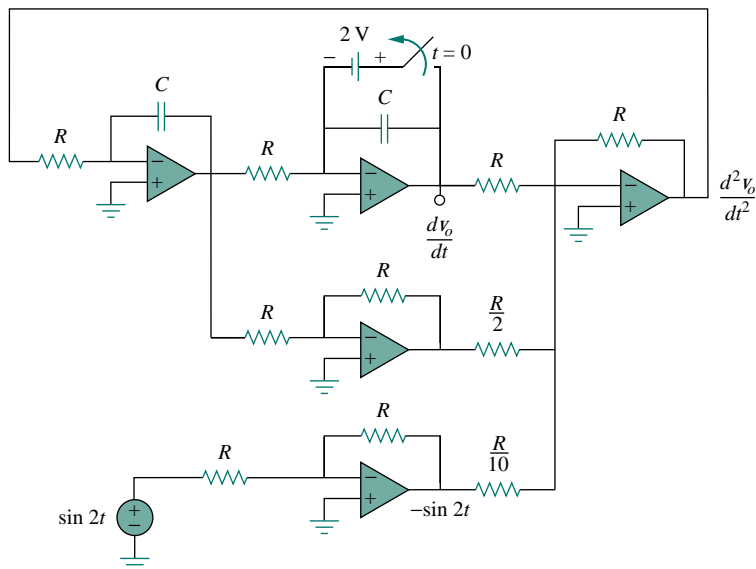 2 V
− + t = 0
C
C
R
R
R
R
−
+
−
+
−
+
dv_o
dt
d²v_o
dt²
R
R
R
2
−
+
R
R
R
10
−
+
sin 2t
+
−
−sin 2t